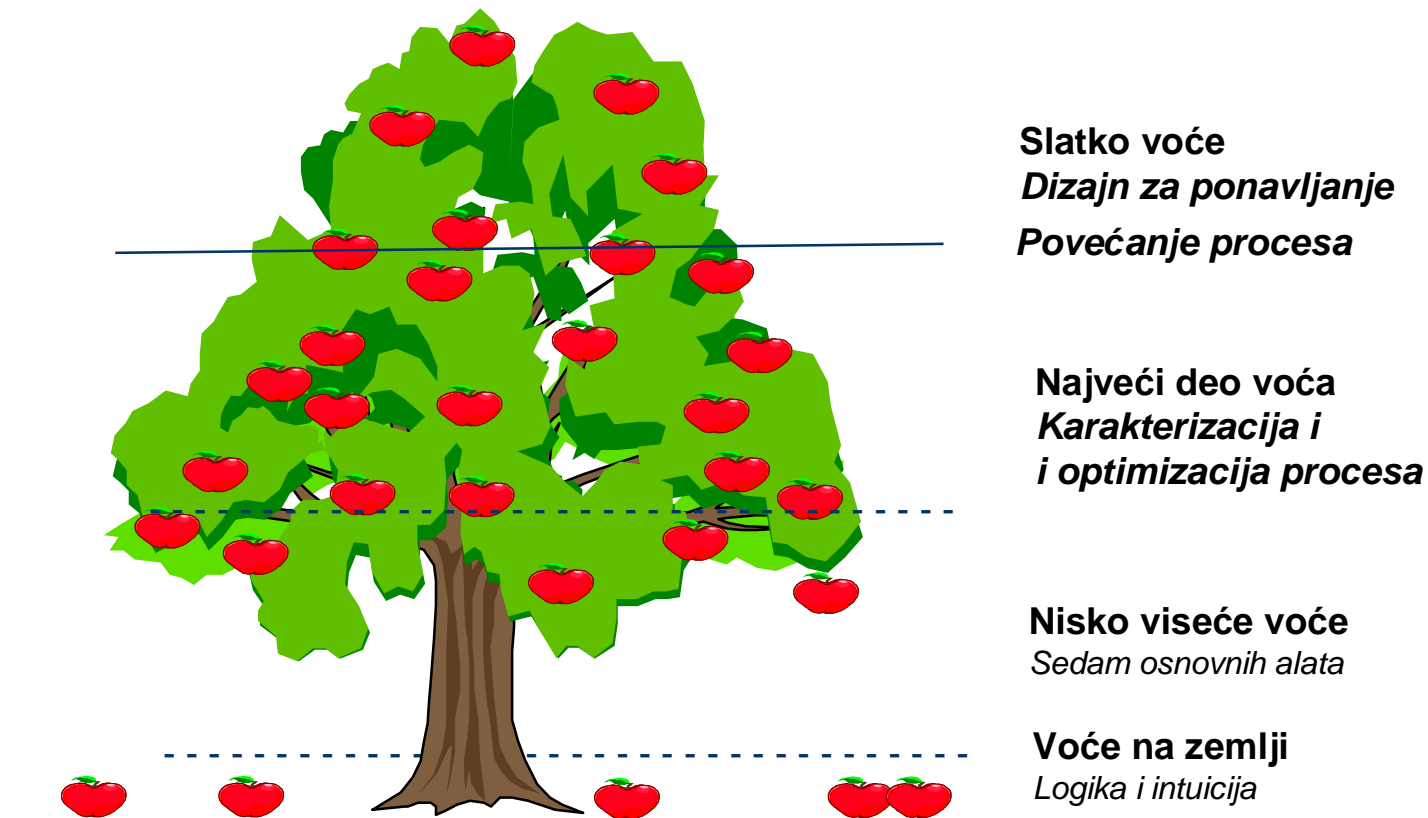 Slatko voće
Dizajn za ponavljanje
Povećanje procesa
Najveći deo voća
Karakterizacija i
i optimizacija procesa
Nisko viseće voće
Sedam osnovnih alata
Voće na zemlji
Logika i intuicija